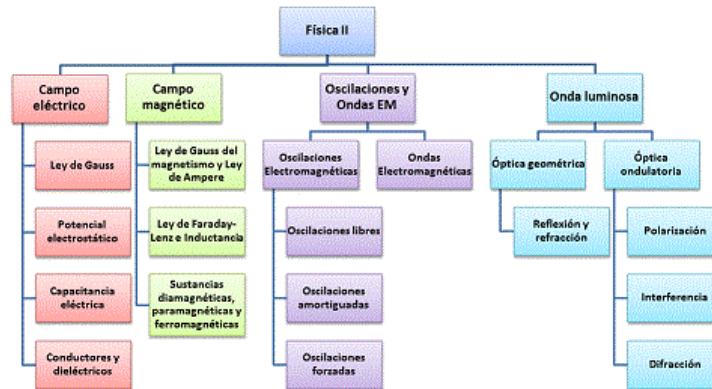 Física II
Campo
eléctrico
Campo
magnético
Oscilaciones y
Ondas EM
Onda luminosa
Ley de Gauss
Potencial
electrostático
Capacitancia
eléctrica
Conductores y
dieléctricos
Ley de Gauss del
magnetismo y Ley
de Ampere
Ley de Faraday-
Lenz e Inductancia
Sustancias
diamagnéticas,
paramagnéticas y
ferromagnéticas
Oscilaciones
Electromagnéticas
Ondas
Electromagnéticas
Oscilaciones libres
Oscilaciones
amortiguadas
Oscilaciones
forzadas
Óptica geométrica
Óptica
ondulatoria
Reflexión y
refracción
Polarización
Interferencia
Difracción